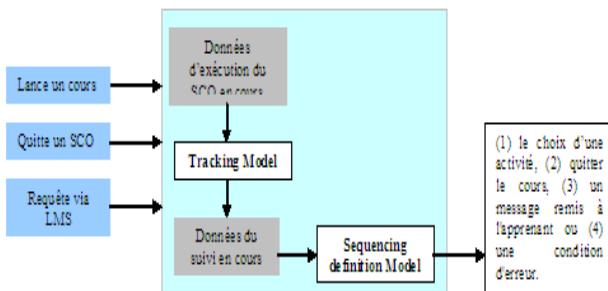 Données
d'exécution du
SCO en cours
Lance un cours
Quitte un SCO
Tracking Model
Requête via
LMS
Données du
suivi en cours
Sequencing
definition Model
(1) le choix d'une
activité, (2) quitter
le cours, (3) un
message remis à
l'apprenant ou (4)
une condition
d'erreur.